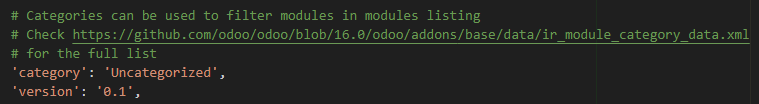 # Categories can be used to filter modules in modules listing
# Check https://github.com/odoo/odoo/blob/16.0/odoo/addons/base/data/ir_module_category_data.xml
# for the full list
'category': 'Uncategorized',
'version': '0.1',